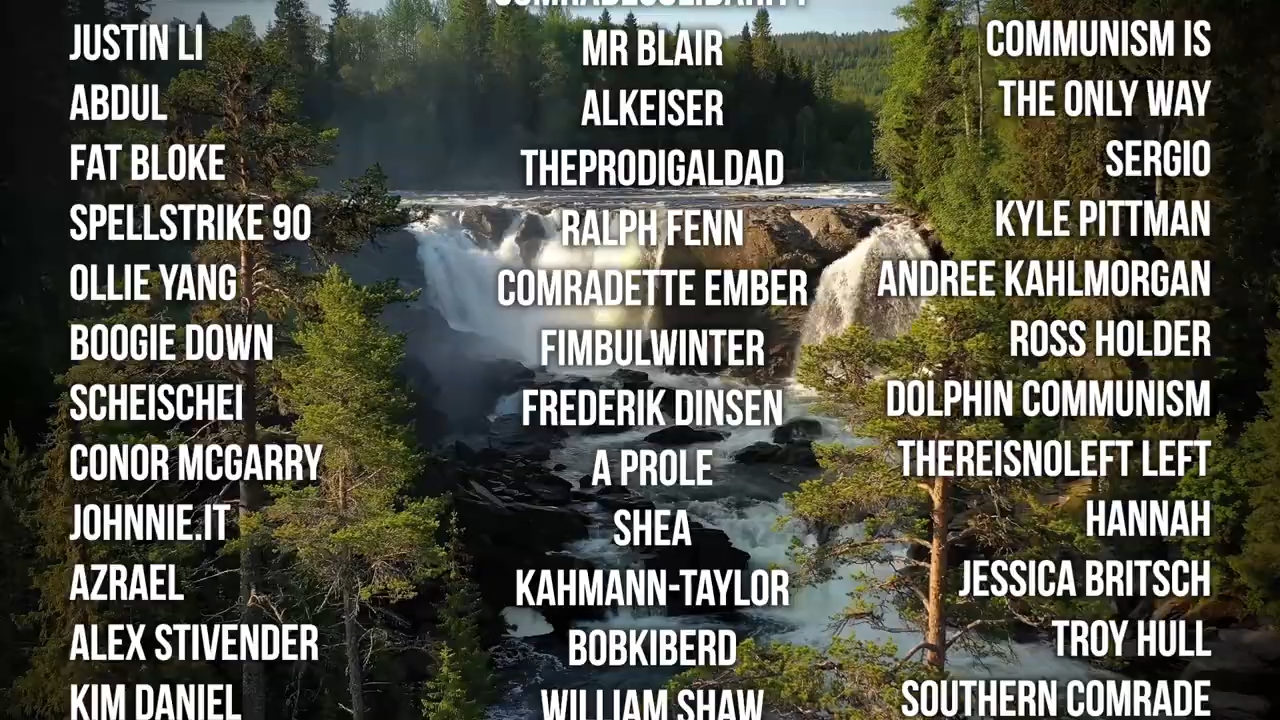 JUSTIN LI
ABDUL
FAT BLOKE
SPELLSTRIKE 90
OLLIE YANG
BOOGIE DOWN
SCHEISCHEI
CONOR MCGARRY
JOHNNIE.IT
AZRAEL
ALEX STIVENDER
KIM DANIEL
MR BLAIR
ALKEISER
THEPRODIGALDAD
RALPH FENN
COMRADETTE EMBER
FIMBULWINTER
FREDERIK DINSEN
A PROLE
SHEA
KAHMANN-TAYLOR
BOBKIBERD
WILLIAM SHAW
COMMUNISM IS
THE ONLY WAY
SERGIO
KYLE PITTMAN
ANDREE KAHLMORGAN
ROSS HOLDER
DOLPHIN COMMUNISM
THEREISNOLEFT LEFT
HANNAH
JESSICA BRITSCH
TROY HULL
SOUTHERN COMRADE